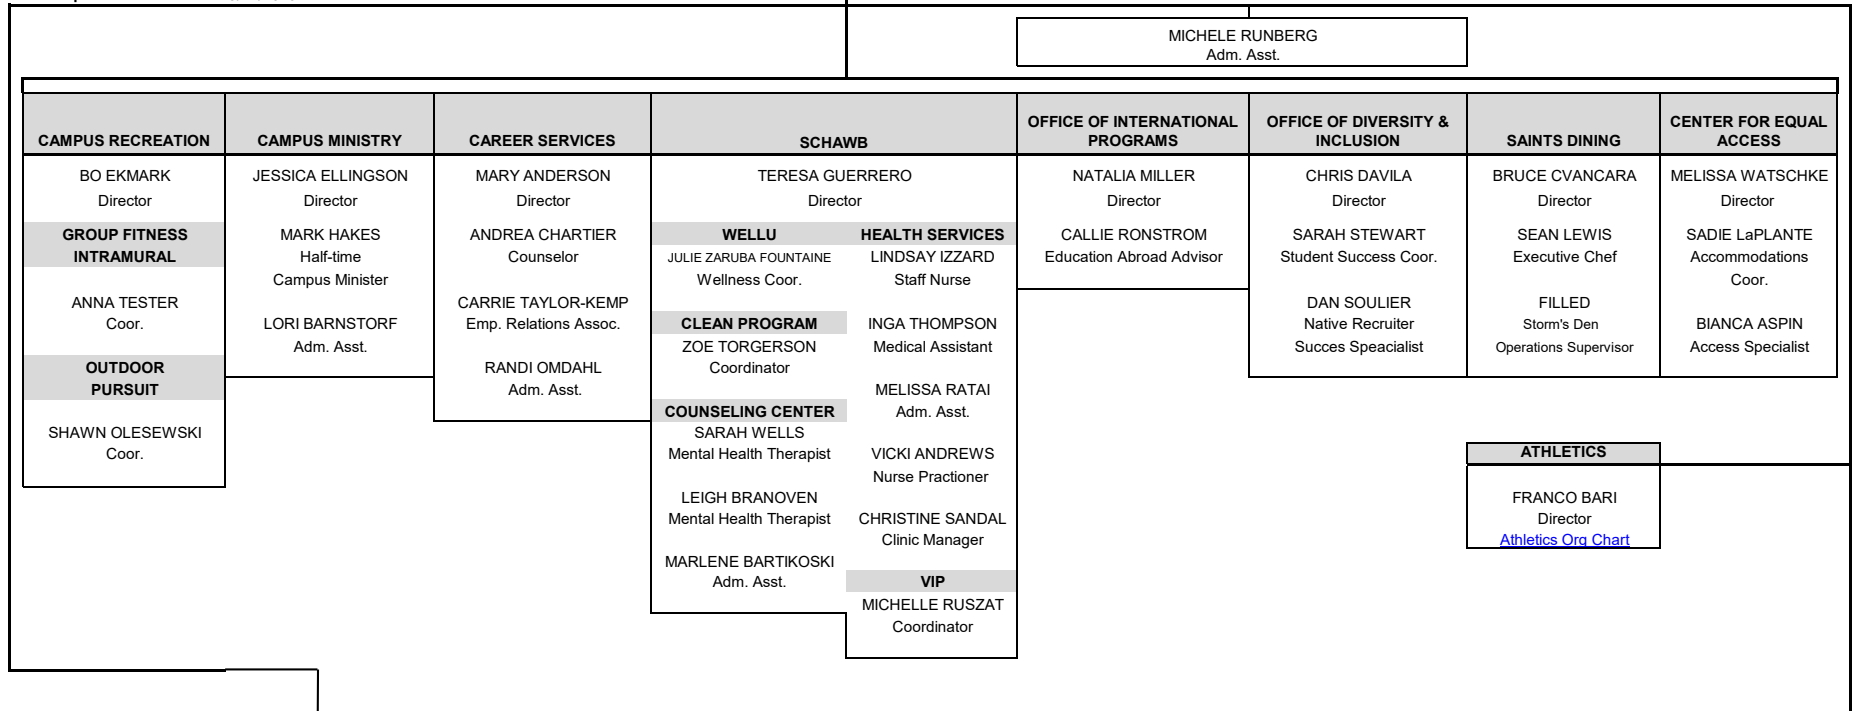 MICHELE RUNBERG
Adm. Asst.
CAMPUS RECREATION
BO EKMARK
Director
GROUP FITNESS
INTRAMURAL
ANNA TESTER
Coor.
OUTDOOR
PURSUIT
SHAWN OLESEWSKI
Coor.
CAMPUS MINISTRY
JESSICA ELLINGSON
Director
MARK HAKES
Half-time
Campus Minister
LORI BARNSTORF
Adm. Asst.
CAREER SERVICES
MARY ANDERSON
Director
ANDREA CHARTIER
Counselor
CARRIE TAYLOR-KEMP
Emp. Relations Assoc.
RANDI OMDAHL
Adm. Asst.
SCHAWB
TERESA GUERRERO
Director
WELLU
JULIE ZARUBA FOUNTAINE
Wellness Coor.
CLEAN PROGRAM
ZOE TORGERSON
Coordinator
COUNSELING CENTER
SARAH WELLS
Mental Health Therapist
LEIGH BRANOVEN
Mental Health Therapist
MARLENE BARTIKOSKI
Adm. Asst.
HEALTH SERVICES
LINDSAY IZZARD
Staff Nurse
INGA THOMPSON
Medical Assistant
MELISSA RATAI
Adm. Asst.
VICKI ANDREWS
Nurse Practioner
CHRISTINE SANDAL
Clinic Manager
VIP
MICHELLE RUSZAT
Coordinator
OFFICE OF INTERNATIONAL
PROGRAMS
NATALIA MILLER
Director
CALLIE RONSTROM
Education Abroad Advisor
OFFICE OF DIVERSITY &
INCLUSION
CHRIS DAVILA
Director
SARAH STEWART
Student Success Coor.
DAN SOULIER
Native Recruiter
Succes Speacialist
SAINTS DINING
BRUCE CVANCARA
Director
SEAN LEWIS
Executive Chef
FILLED
Storm's Den
Operations Supervisor
CENTER FOR EQUAL
ACCESS
MELISSA WATSCHKE
Director
SADIE LaPLANTE
Accommodations
Coor.
BIANCA ASPIN
Access Specialist
ATHLETICS
FRANCO BARI
Director
Athletics Org Chart